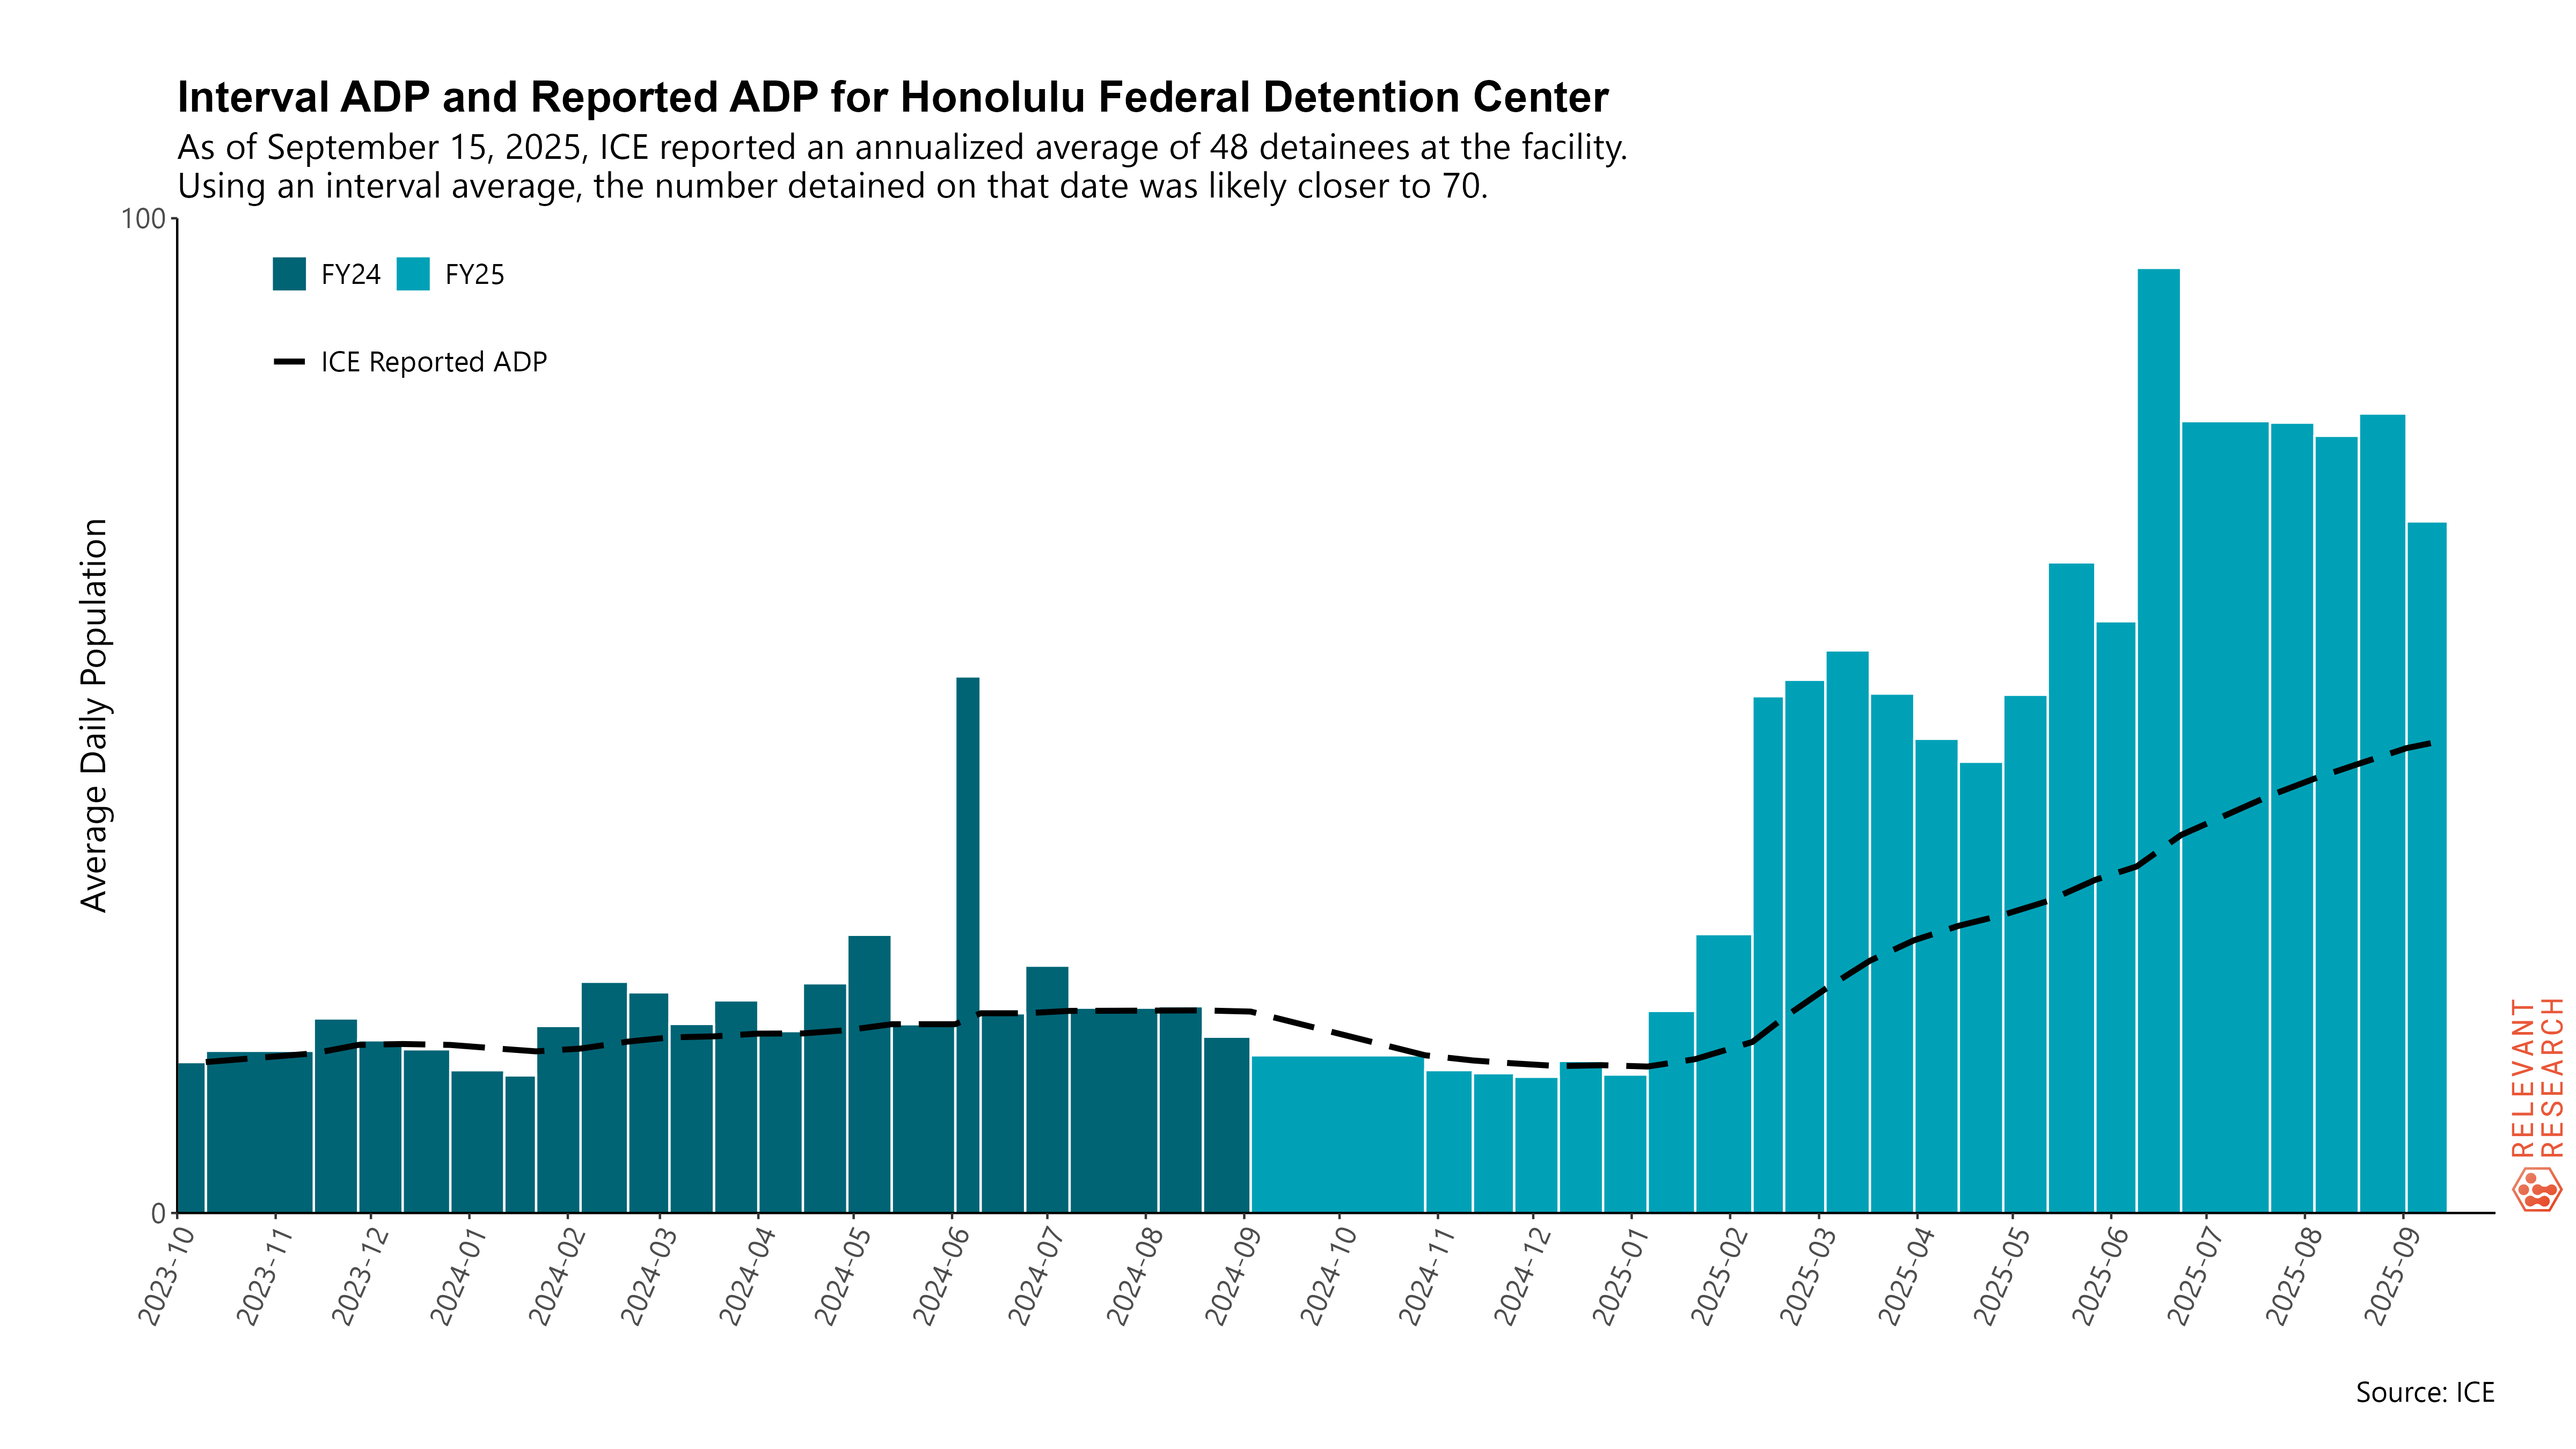 Interval ADP and Reported ADP for Honolulu Federal Detention Center
As of September 15, 2025, ICE reported an annualized average of 48 detainees at the facility.
Using an interval average, the number detained on that date was likely closer to 70.
100
FY24
FY25
ICE Reported ADP
Average Daily Population
0
2023-10
2023-11
2023-12
2024-01
2024-02
2024-03
2024-04
2024-05
2024-06
2024-07
2024-08
2024-09
2024-10
2024-11
2024-12
2025-01
2025-02
2025-03
2025-04
2025-05
2025-06
2025-07
2025-08
2025-09
RELEVANT
RESEARCH
Source: ICE